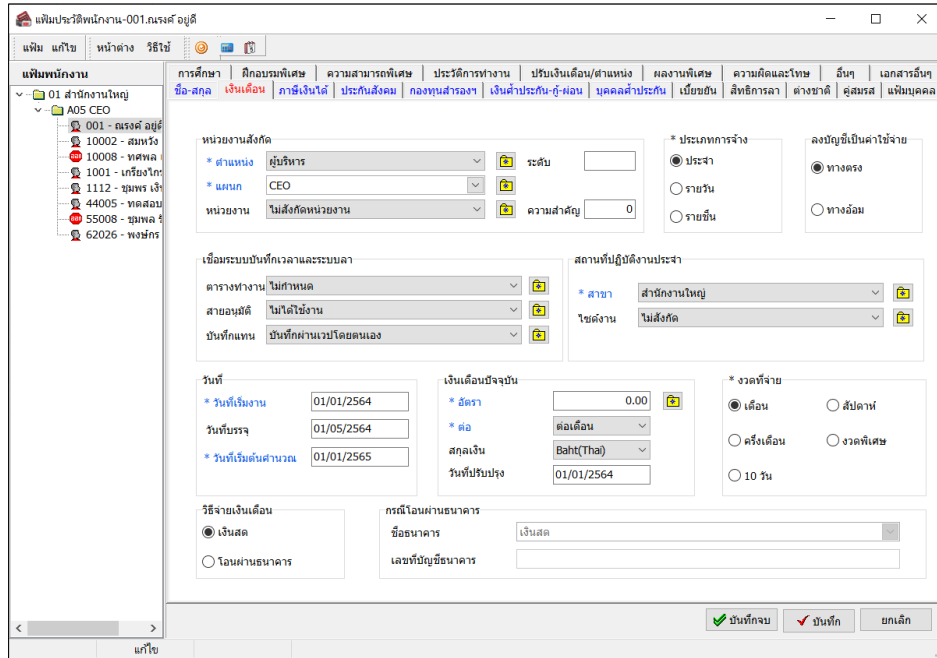 แฟ้มประวัติพนักงาน-001.ณรงค์ อยู่ดี
แฟ้ม แก้ไข หน้าต่าง วิธีใช้
แฟ้มพนักงาน
01 สำนักงานใหญ่
A05 CEO
001 - ณรงค์ อยู่ดี
10002 - สมหวัง
10008 - ทศพล
1001 - เกรียงไกร
1112 - ชุมพร เงิ
44005 - ทดสอบ
55008 - ชุมพล
62026 - พงษ์กร
การศึกษา ฝึกอบรมพิเศษ ความสามารถพิเศษ ประวัติการทำงาน ปรับเงินเดือน/ตำแหน่ง ผลงานพิเศษ ความผิดและโทษ อื่นๆ เอกสารอื่นๆ
ชื่อ-สกุล เงินเดือน ภาษีเงินได้ ประกันสังคม กองทุนสำรองฯ เงินค้ำประกัน-กู้-ผ่อน บุคคลค้ำประกัน เบี้ยขยัน สิทธิการลา ต่างชาติ คู่สมรส แฟ้มบุคคล
หน่วยงานสังกัด
* ตำแหน่ง ผู้บริหาร ระดับ
* แผนก CEO
หน่วยงาน ไม่สังกัดหน่วยงาน ความสำคัญ 0
* ประเภทการจ้าง
ประจำ
รายวัน
รายชิ้น
ลงบัญชีเป็นค่าใช้จ่าย
ทางตรง
ทางอ้อม
เชื่อมระบบบันทึกเวลาและระบบลา
ตารางทำงาน ไม่กำหนด
สายอนุมัติ ไม่ได้ใช้งาน
บันทึกแทน บันทึกผ่านเวปโดยตนเอง
สถานที่ปฏิบัติงานประจำ
* สาขา สำนักงานใหญ่
ไซต์งาน ไม่สังกัด
วันที่
* วันที่เริ่มงาน 01/01/2564
วันที่บรรจุ 01/05/2564
* วันที่เริ่มต้นคำนวณ 01/01/2565
เงินเดือนปัจจุบัน
* อัตรา 0.00
* ต่อ ต่อเดือน
สกุลเงิน Baht(Thai)
วันที่ปรับปรุง 01/01/2564
* งวดที่จ่าย
เดือน สัปดาห์
ครึ่งเดือน งวดพิเศษ
10 วัน
วิธีจ่ายเงินเดือน
เงินสด
โอนผ่านธนาคาร
กรณีโอนผ่านธนาคาร
ชื่อธนาคาร เงินสด
เลขที่บัญชีธนาคาร
บันทึกจบ บันทึก ยกเลิก
แก้ไข